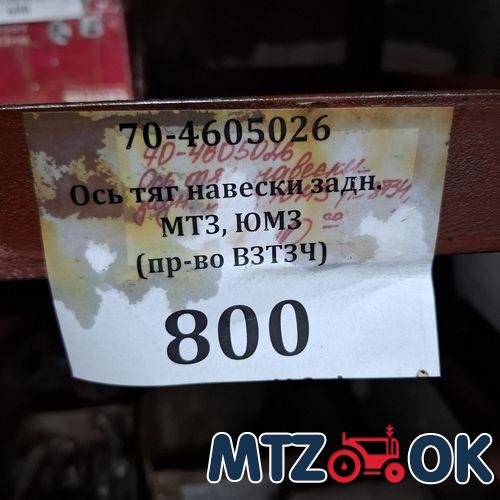 70-4605026
Ось тяг навески задн.
МТЗ, ЮМЗ
(пр-во ВЗТЗЧ)
800
MTZ OK